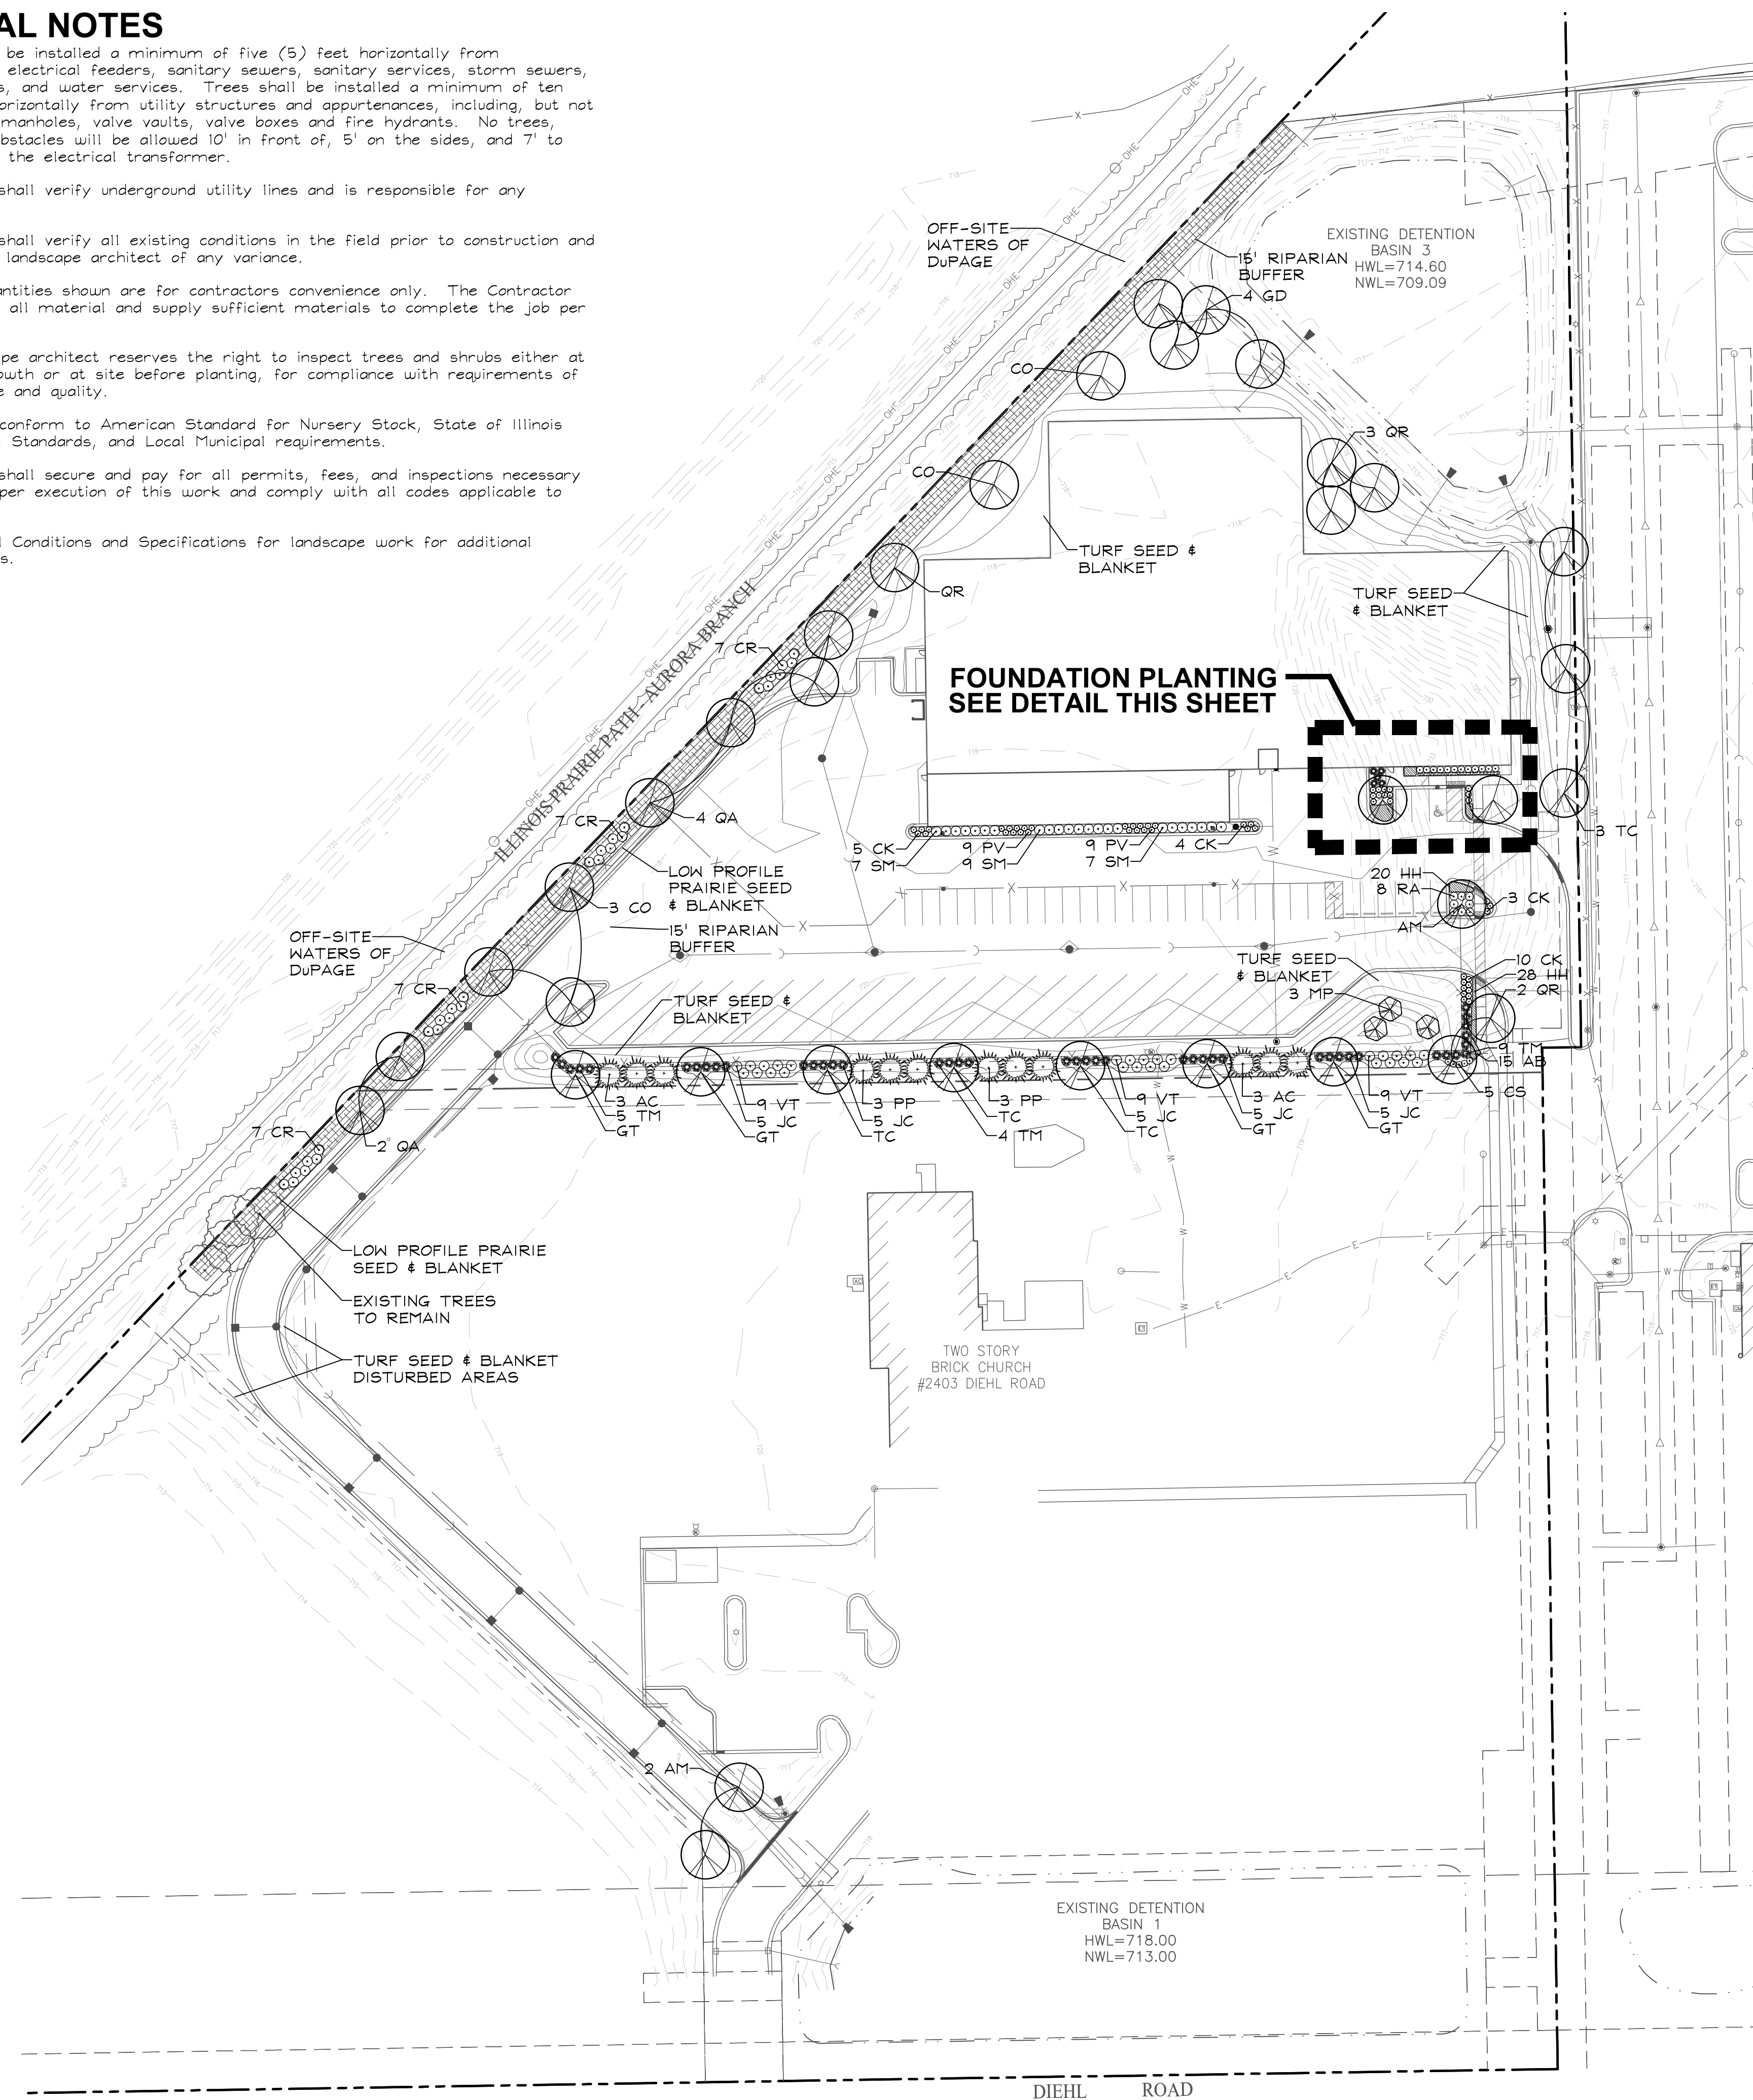 AL NOTES
be installed a minimum of five (5) feet horizontally from
electrical feeders, sanitary sewers, sanitary services, storm sewers,
s, and water services. Trees shall be installed a minimum of ten
orizontally from utility structures and appurtenances, including, but not
manholes, valve vaults, valve boxes and fire hydrants. No trees,
bstacles will be allowed 10' in front of, 5' on the sides, and 7' to
the electrical transformer.
shall verify underground utility lines and is responsible for any
shall verify all existing conditions in the field prior to construction and
landscape architect of any variance.
antities shown are for contractors convenience only. The Contractor
all material and supply sufficient materials to complete the job per
pe architect reserves the right to inspect trees and shrubs either at
owth or at site before planting, for compliance with requirements of
e and quality.
conform to American Standard for Nursery Stock, State of Illinois
Standards, and Local Municipal requirements.
shall secure and pay for all permits, fees, and inspections necessary
per execution of this work and comply with all codes applicable to
l Conditions and Specifications for landscape work for additional
s.
OFF-SITE
WATERS OF
DuPAGE
15' RIPARIAN
BUFFER
EXISTING DETENTION
BASIN 3
HWL=714.60
NWL=709.09
4 GD
CO
3 QR
CO
TURF SEED &
BLANKET
QR
TURF SEED
& BLANKET
7 CR
FOUNDATION PLANTING
SEE DETAIL THIS SHEET
ILLINOIS PRAIRIE PATH - AURORA BRANCH
4 QA
7 CR
3 TC
5 CK
7 SM
9 PV
9 SM
9 PV
7 SM
4 CK
LOW PROFILE
PRAIRIE SEED
& BLANKET
20 HH
8 RA
3 CK
AM
3 CO
15' RIPARIAN
BUFFER
OFF-SITE
WATERS OF
DuPAGE
7 CR
TURF SEED
& BLANKET
3 MP
10 CK
28 HH
2 QR
TURF SEED &
BLANKET
9 TM
15 AB
5 CS
3 AC
5 TM
GT
9 VT
5 JC
GT
3 PP
5 JC
TC
3 PP
TC
4 TM
9 VT
5 JC
TC
3 AC
5 JC
GT
9 VT
5 JC
GT
7 CR
2 QA
LOW PROFILE PRAIRIE
SEED & BLANKET
EXISTING TREES
TO REMAIN
TURF SEED & BLANKET
DISTURBED AREAS
TWO STORY
BRICK CHURCH
#2403 DIEHL ROAD
2 AM
EXISTING DETENTION
BASIN 1
HWL=718.00
NWL=713.00
DIEHL ROAD